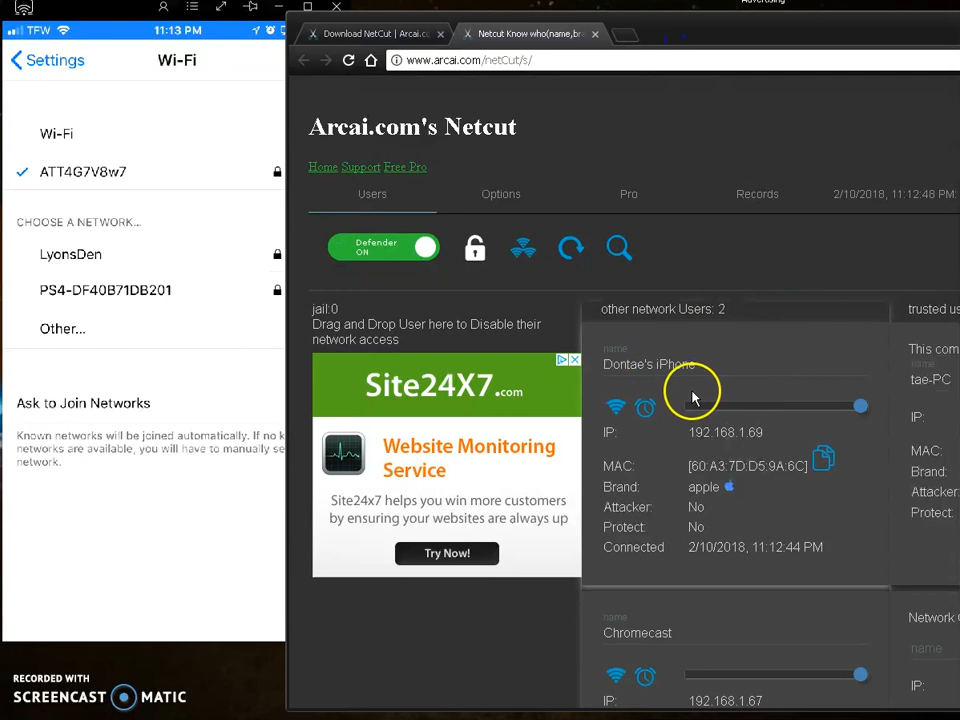 TFW
11:13 PM
Settings
Wi-Fi
Wi-Fi
ATT4G7V8w7
CHOOSE A NETWORK...
LyonsDen
PS4-DF40B71DB201
Other...
Ask to Join Networks
Known networks will be joined automatically. If no k
networks are available, you will have to manually se
network.
RECORDED WITH
SCREENCAST MATIC
Advertising
Download NetCut | Arcai.co
Netcut Know who(name,bra
www.arcai.com/netCut/s/
Arcai.com's Netcut
Home Support Free Pro
Users Options Pro Records 2/10/2018, 11:12:48 PM:
Defender
ON
jail:0
Drag and Drop User here to Disable their
network access
Site24X7.com
Website Monitoring
Service
Site24x7 helps you win more customers
by ensuring your websites are always up
Try Now!
other network Users: 2
name
Dontae's iPhone
IP: 192.168.1.69
MAC: [60:A3:7D:D5:9A:6C]
Brand: apple
Attacker: No
Protect: No
Connected 2/10/2018, 11:12:44 PM
name
Chromecast
IP: 192.168.1.67
trusted us
This com
name
tae-PC
IP:
MAC:
Brand:
Attacker:
Protect:
Network G
name
IP: